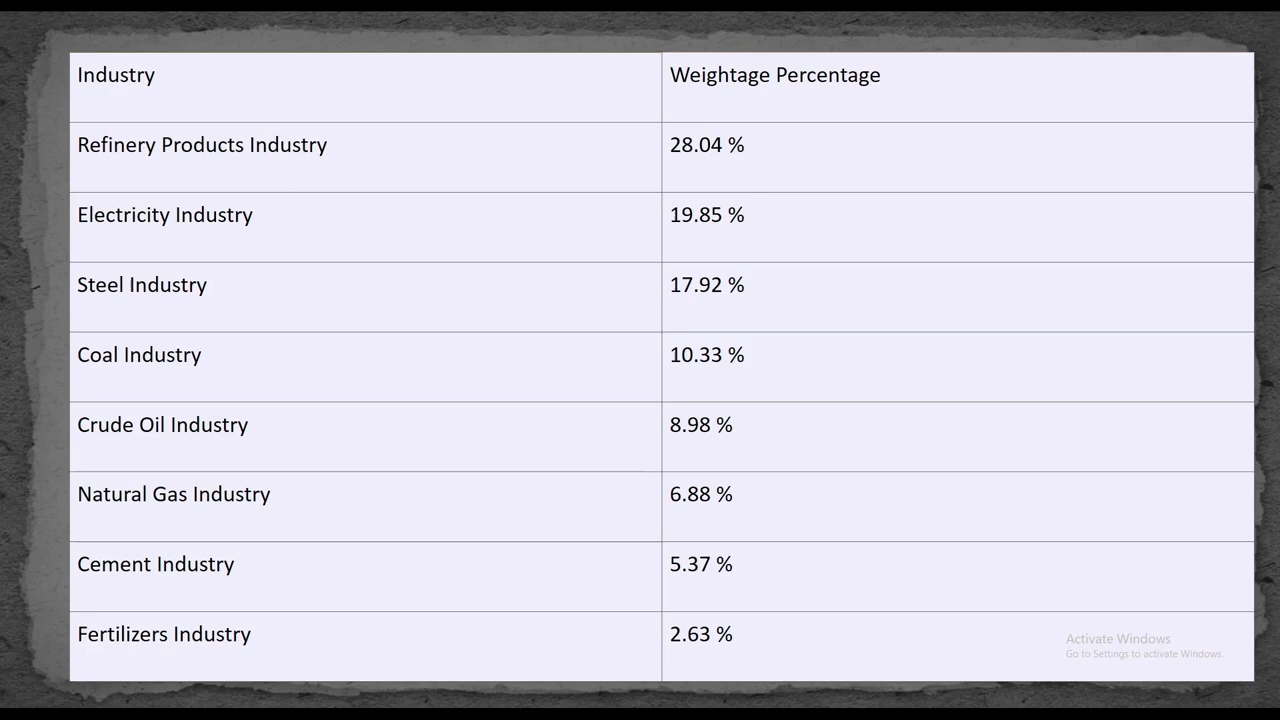 Industry Weightage Percentage
Refinery Products Industry 28.04 %
Electricity Industry 19.85 %
Steel Industry 17.92 %
Coal Industry 10.33 %
Crude Oil Industry 8.98 %
Natural Gas Industry 6.88 %
Cement Industry 5.37 %
Fertilizers Industry 2.63 %
Activate Windows
Go to Settings to activate Windows.